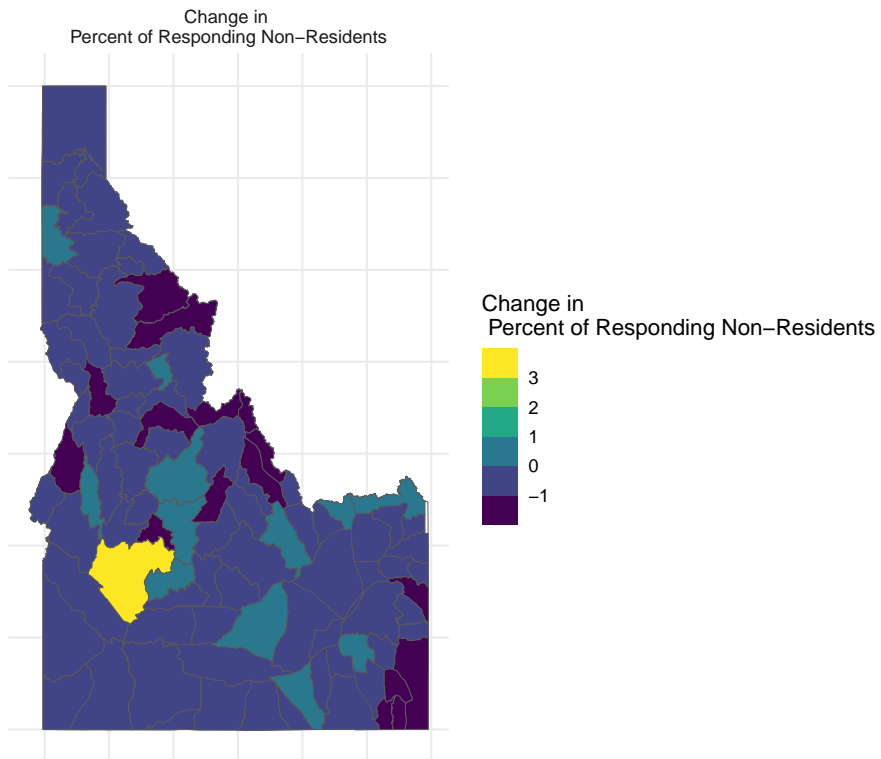 Change in
Percent of Responding Non−Residents
Change in
Percent of Responding Non−Residents
3
2
1
0
−1